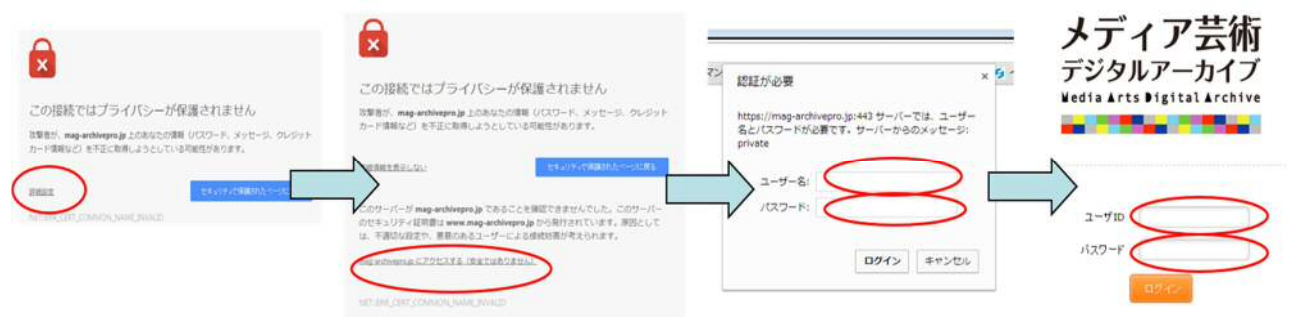 この接続ではプライバシーが保護されません
攻撃者が、mag-archivepro.jp 上のあなたの情報（パスワード、メッセージ、クレジット
カード情報など）を不正に取得しようとしている可能性があります。
詳細設定
セキュリティで保護されたページに
NET::ERR_CERT_COMMON_NAME_INVALID
この接続ではプライバシーが保護されません
攻撃者が、mag-archivepro.jp 上のあなたの情報（パスワード、メッセージ、クレジット
カード情報など）を不正に取得しようとしている可能性があります。
詳細情報を表示しない
セキュリティで保護されたページに戻る
このサーバーが mag-archivepro.jp であることを確認できませんでした。このサーバー
のセキュリティ証明書は www.mag-archivepro.jp から発行されています。原因として
は、不適切な設定や、悪意のあるユーザーによる接続妨害が考えられます。
mag-archivepro.jp にアクセスする（安全ではありません）
NET::ERR_CERT_COMMON_NAME_INVALID
マン
認証が必要
×
https://mag-archivepro.jp:443 サーバーでは、ユーザー
名とパスワードが必要です。サーバーからのメッセージ:
private
ユーザー名:
パスワード:
ログイン
キャンセル
メディア芸術
デジタルアーカイブ
Media Arts Digital Archive
ユーザID
パスワード
ログイン